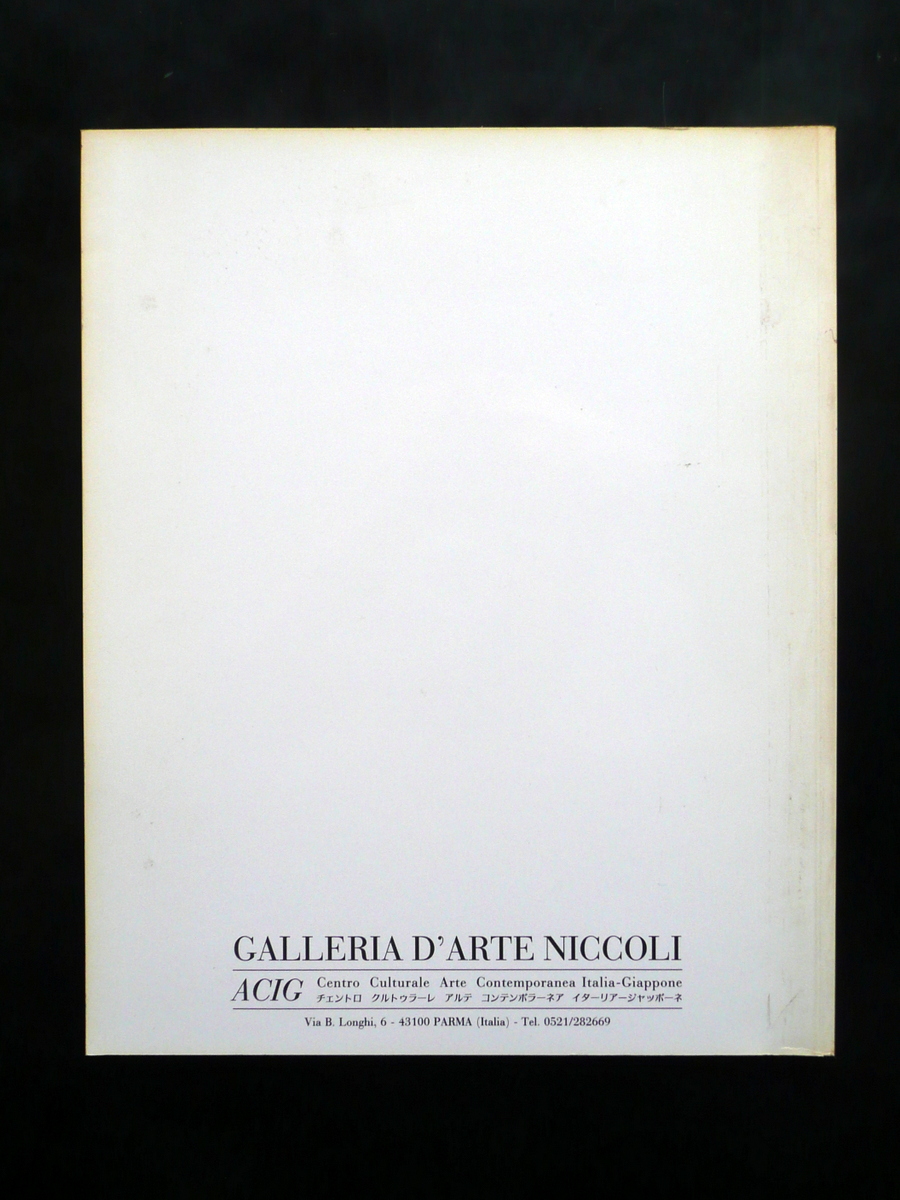 GALLERIA D'ARTE NICCOLI
ACIG Centro Culturale Arte Contemporanea Italia-Giappone
チェントロ クルトゥラーレ アルテ コンテンポラーネア イターリアージャッポーネ
Via B. Longhi, 6 - 43100 PARMA (Italia) - Tel. 0521/282669